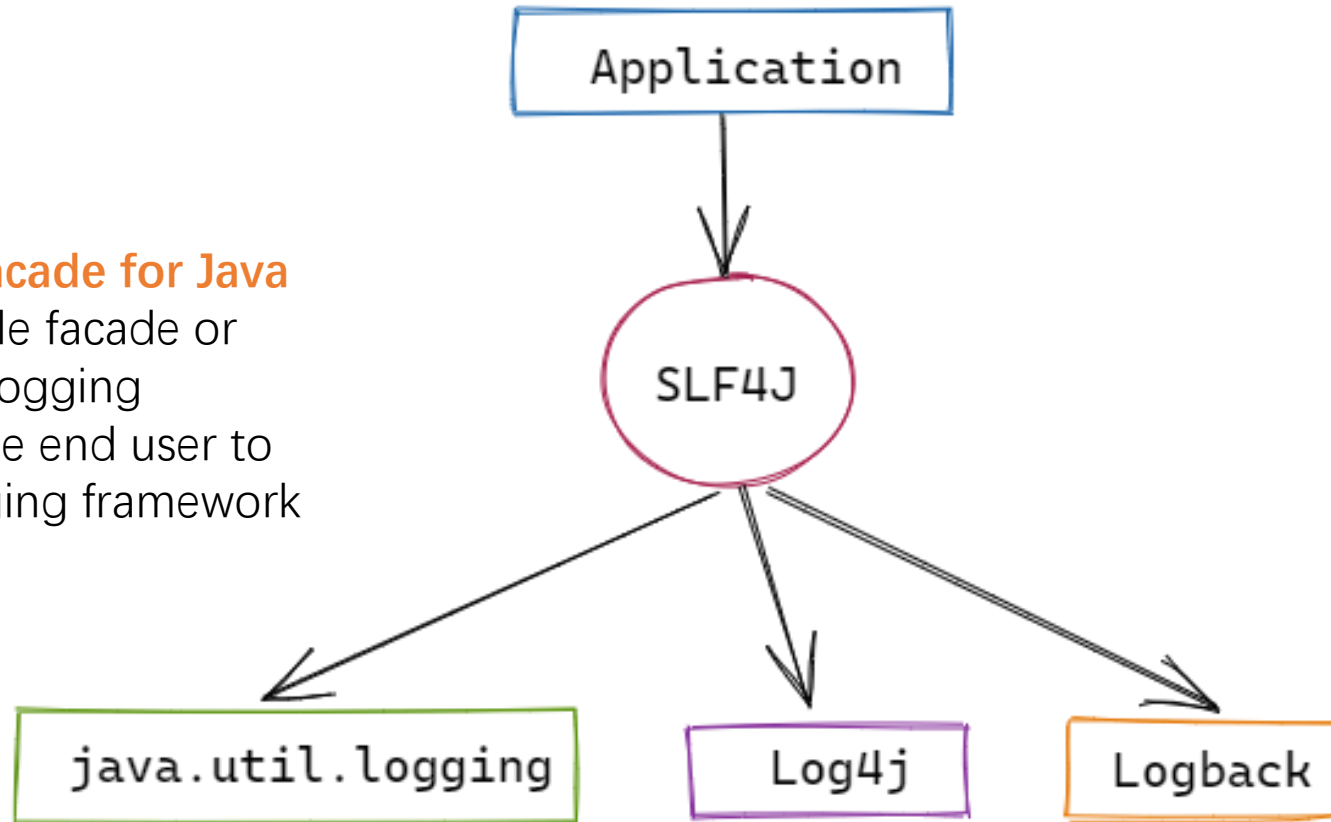 Application
acade for Java
le facade or
ogging
e end user to
ing framework
SLF4J
java.util.logging
Log4j
Logback